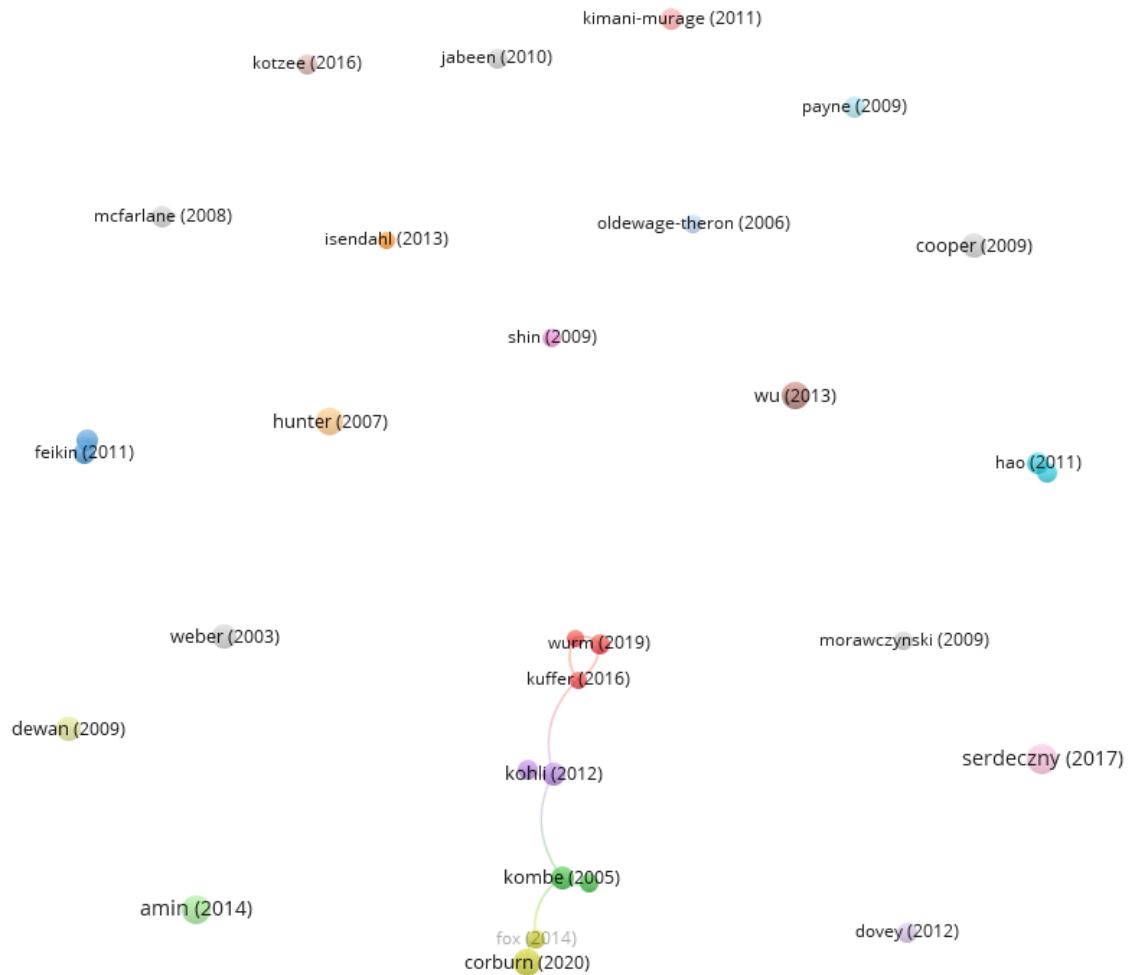 kimani-murage (2011)
jabeen (2010)
kotzee (2016)
payne (2009)
mcfarlane (2008)
oldewage-theron (2006)
isendahl (2013)
cooper (2009)
shin (2009)
wu (2013)
hunter (2007)
feikin (2011)
hao (2011)
weber (2003)
wurm (2019)
morawczynski (2009)
kuffer (2016)
dewan (2009)
serdeczny (2017)
kohli (2012)
kombe (2005)
amin (2014)
dovey (2012)
fox (2014)
corburn (2020)